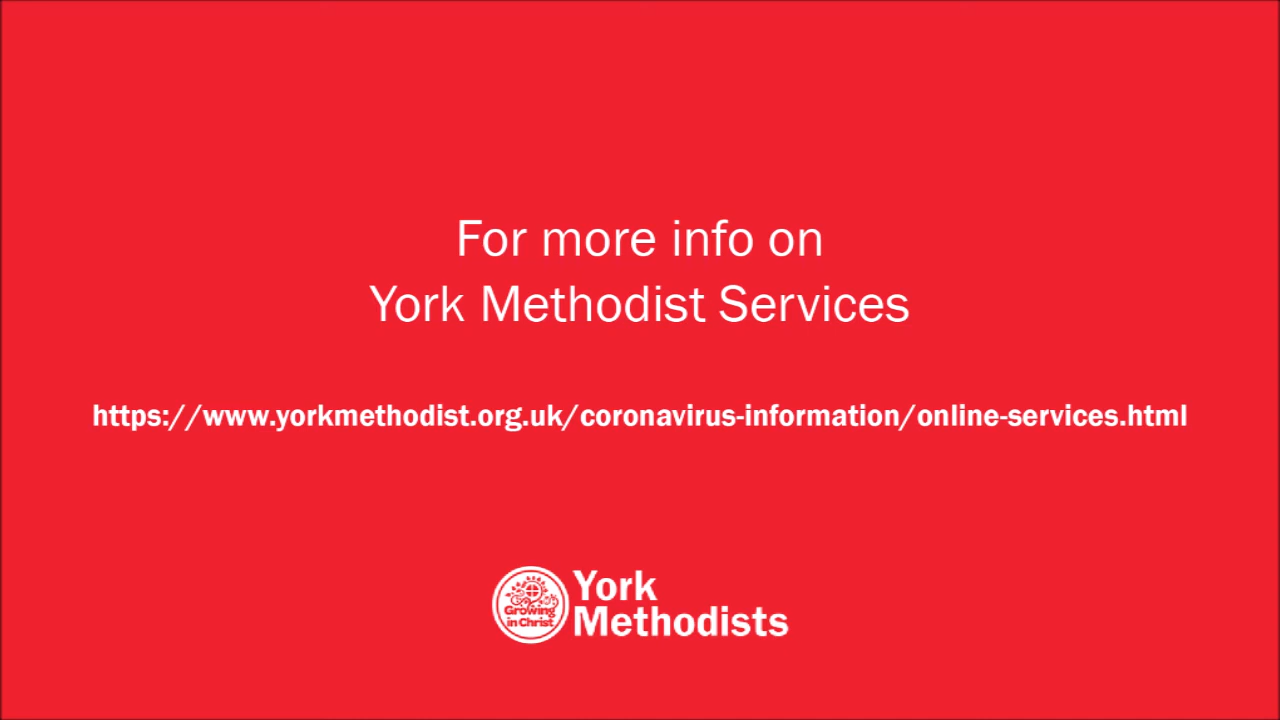 For more info on
York Methodist Services
https://www.yorkmethodist.org.uk/coronavirus-information/online-services.html
Growing
in Christ
York
Methodists